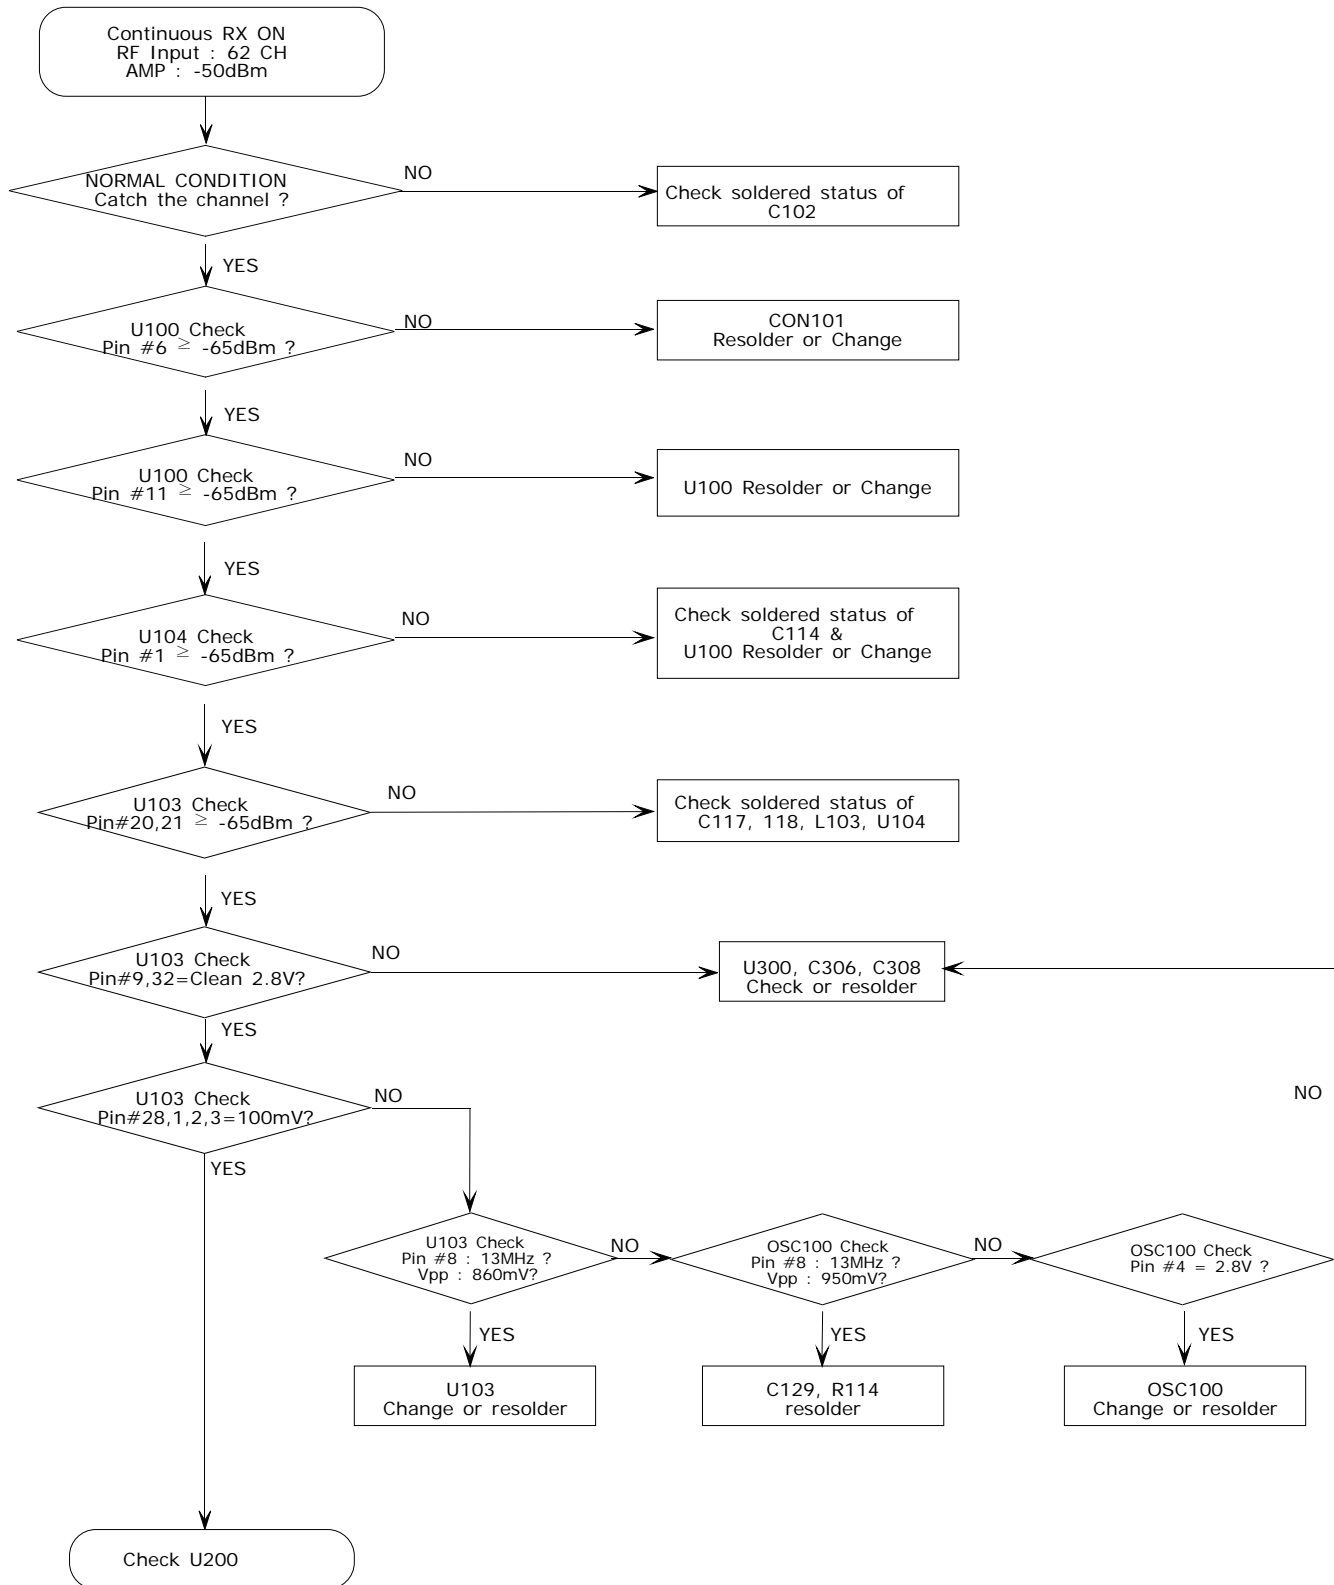 Continuous RX ON
RF Input : 62 CH
AMP : -50dBm
NORMAL CONDITION
Catch the channel ?
NO
Check soldered status of
C102
YES
U100 Check
Pin #6 ≥ -65dBm ?
NO
CON101
Resolder or Change
YES
U100 Check
Pin #11 ≥ -65dBm ?
NO
U100 Resolder or Change
YES
U104 Check
Pin #1 ≥ -65dBm ?
NO
Check soldered status of
C114 &
U100 Resolder or Change
YES
U103 Check
Pin#20,21 ≥ -65dBm ?
NO
Check soldered status of
C117, 118, L103, U104
YES
U103 Check
Pin#9,32=Clean 2.8V?
NO
U300, C306, C308
Check or resolder
YES
U103 Check
Pin#28,1,2,3=100mV?
NO
NO
YES
U103 Check
Pin #8 : 13MHz ?
Vpp : 860mV?
NO
OSC100 Check
Pin #8 : 13MHz ?
Vpp : 950mV?
NO
OSC100 Check
Pin #4 = 2.8V ?
YES
YES
YES
U103
Change or resolder
C129, R114
resolder
OSC100
Change or resolder
Check U200